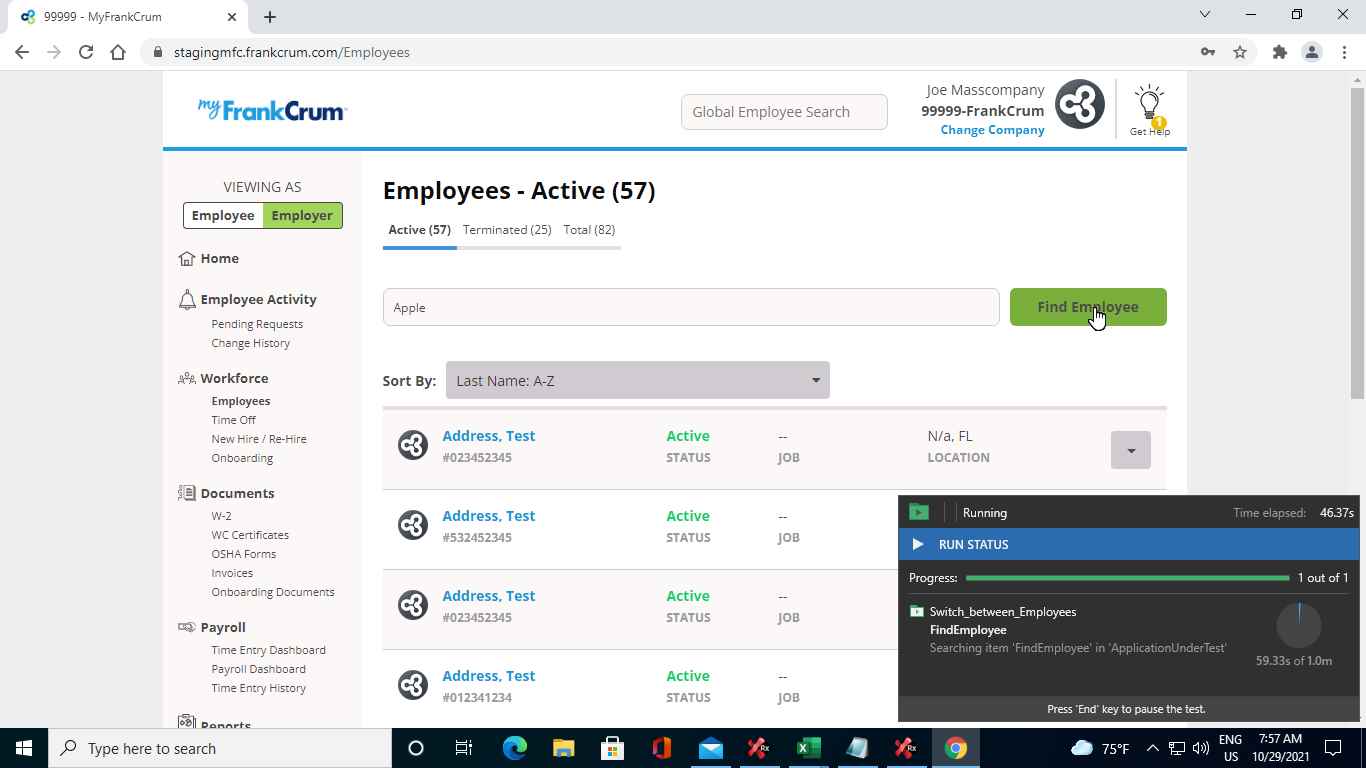 99999 - MyFrankCrum
stagingmfc.frankcrum.com/Employees
myFrankCrum
Global Employee Search
Joe Masscompany
99999-FrankCrum
Change Company
1
Get Help
VIEWING AS
Employee Employer
Home
Employee Activity
Pending Requests
Change History
Workforce
Employees
Time Off
New Hire / Re-Hire
Onboarding
Documents
W-2
WC Certificates
OSHA Forms
Invoices
Onboarding Documents
Payroll
Time Entry Dashboard
Payroll Dashboard
Time Entry History
Reports
Employees - Active (57)
Active (57) Terminated (25) Total (82)
Apple
Find Employee
Sort By: Last Name: A-Z
Address, Test Active -- N/a, FL
#023452345 STATUS JOB LOCATION
Address, Test Active --
#532452345 STATUS JOB
Address, Test Active --
#023452345 STATUS JOB
Address, Test Active --
#012341234 STATUS JOB
Running Time elapsed: 46.37s
RUN STATUS
Progress: 1 out of 1
Switch_between_Employees
FindEmployee
Searching item 'FindEmployee' in 'ApplicationUnderTest'
59.33s of 1.0m
Press 'End' key to pause the test.
Type here to search
Rx
Rx
75°F
ENG
US
7:57 AM
10/29/2021